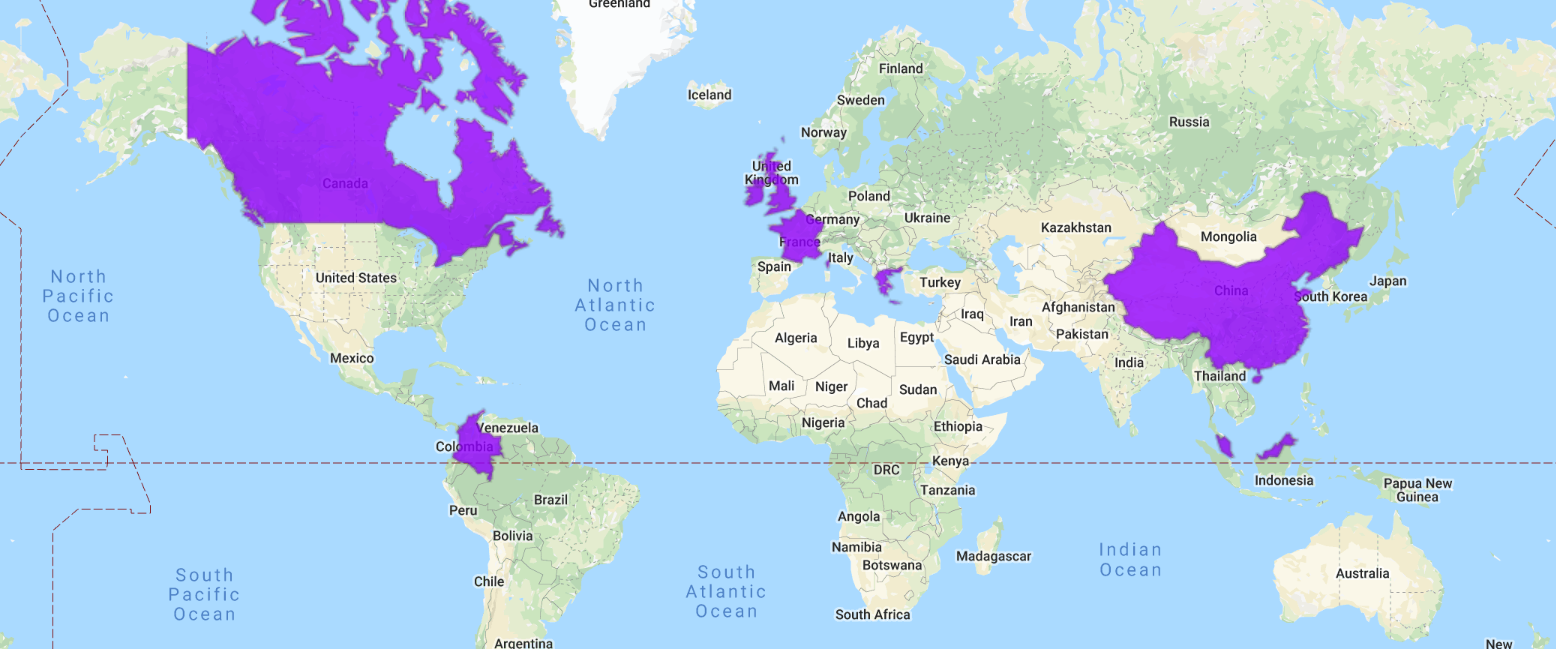 Greenland
Finland
Iceland
Sweden
Russia
Norway
United
Kingdom
Canada
Poland
Germany
Ukraine
Kazakhstan
Mongolia
France
Italy
Spain
United States
Turkey
Japan
China
South Korea
North
Pacific
Ocean
North
Atlantic
Ocean
Afghanistan
Iraq
Iran
Pakistan
Algeria
Libya
Egypt
Saudi Arabia
India
Mexico
Thailand
Mali
Niger
Sudan
Chad
Nigeria
Ethiopia
Venezuela
Colombia
Kenya
DRC
Indonesia
Papua New
Guinea
Tanzania
Brazil
Peru
Angola
Bolivia
Namibia
Madagascar
Botswana
Indian
Ocean
Australia
Chile
South
Pacific
Ocean
South
Atlantic
Ocean
South Africa
Argentina
New